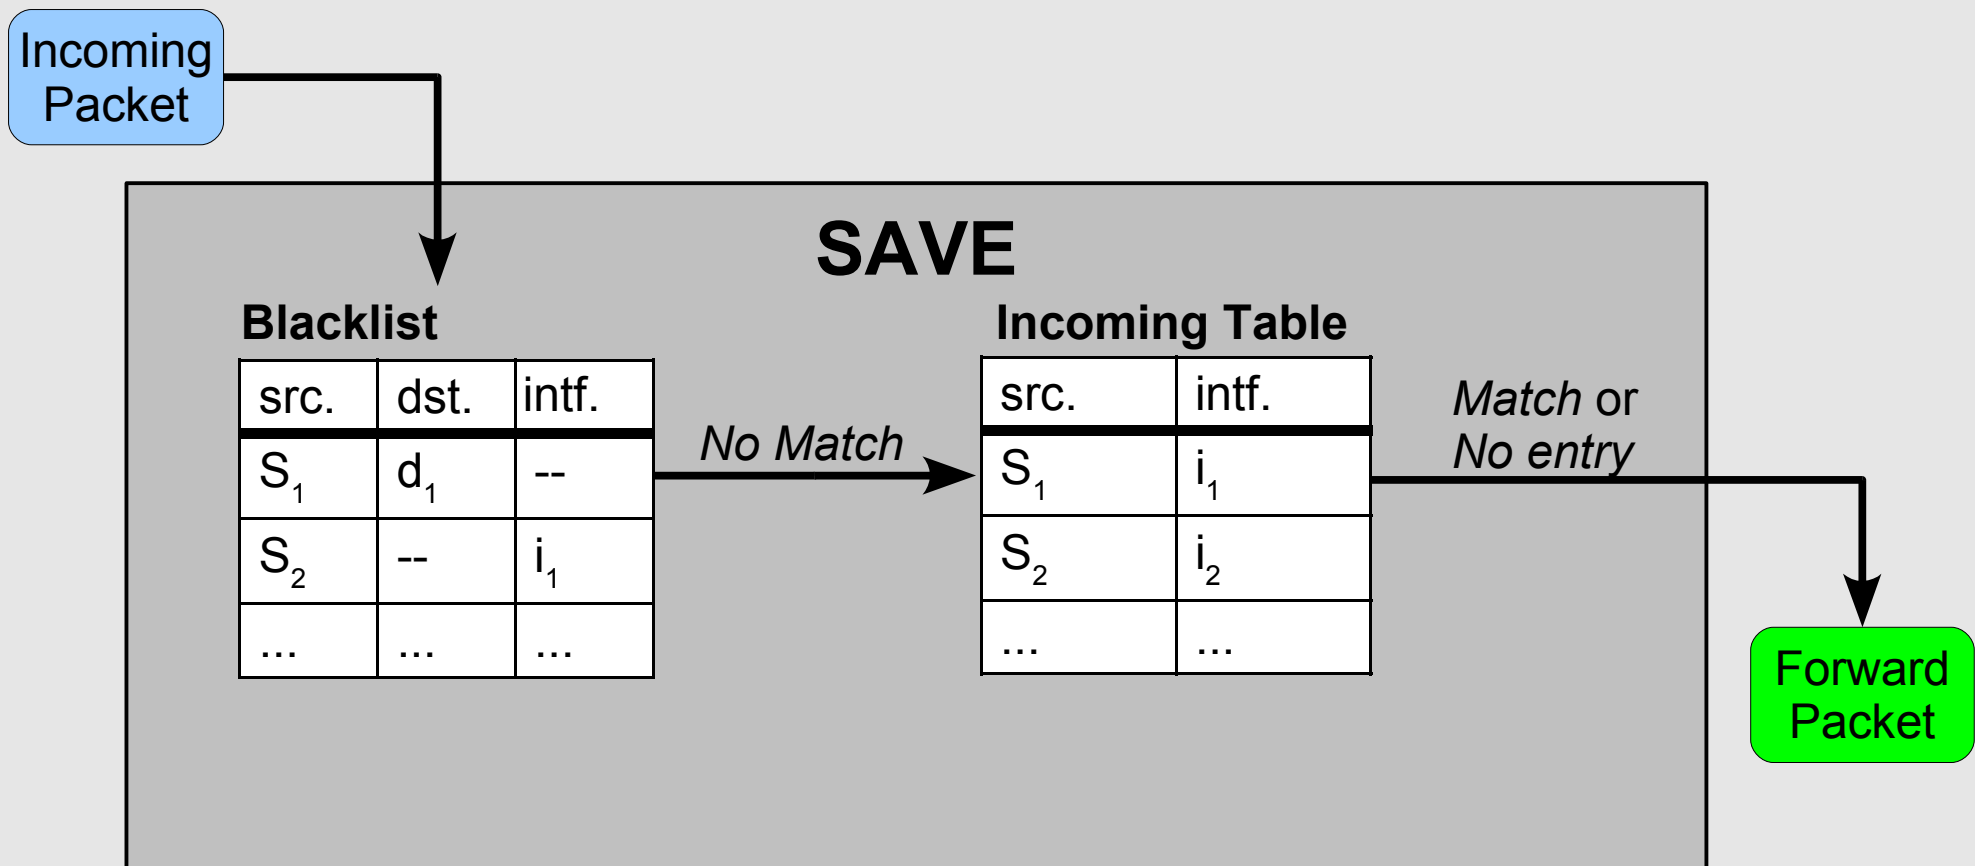 Incoming
Packet
SAVE
Blacklist
src. dst. intf.
S1 d1 --
S2 -- i1
... ... ...
No Match
Incoming Table
src. intf.
S1 i1
S2 i2
... ...
Match or
No entry
Forward
Packet